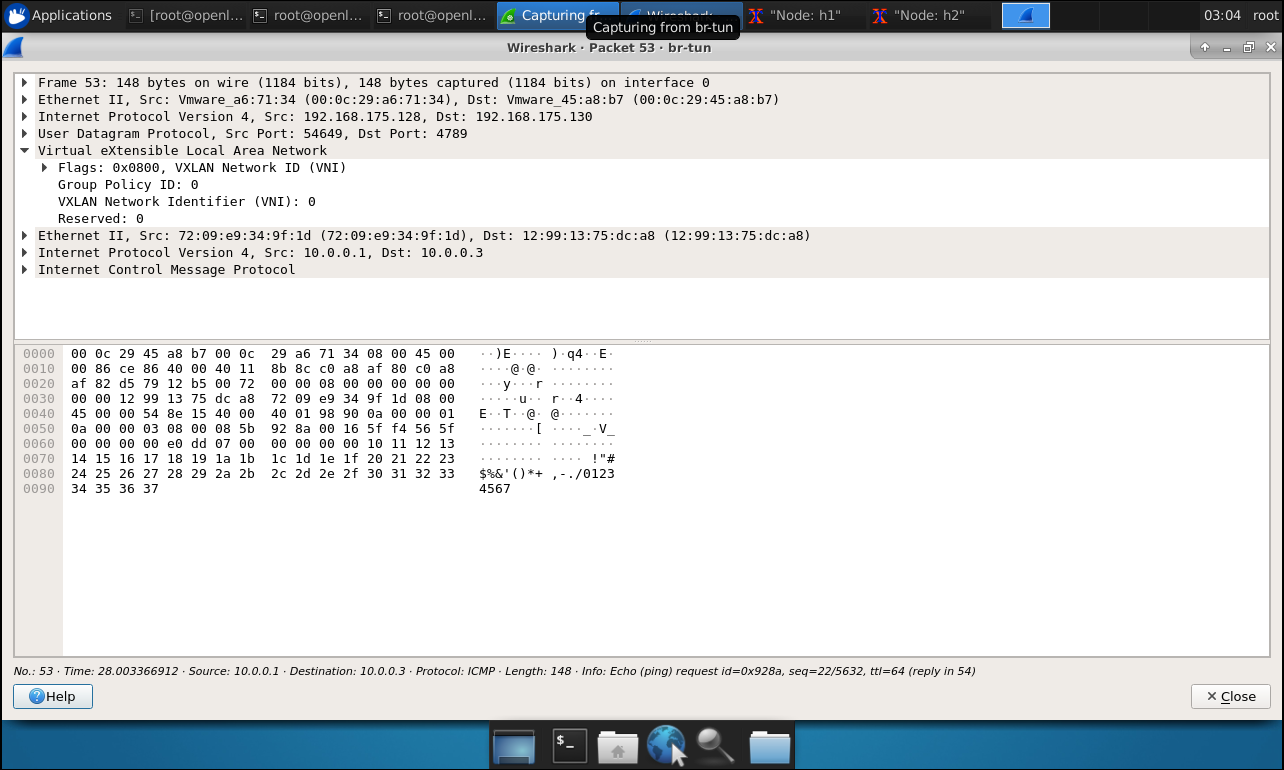 Applications [root@openl... root@openl... root@openl... Capturing fr... Wireshark "Node: h1" "Node: h2" 03:04 root
Capturing from br-tun
Wireshark · Packet 53 · br-tun
Frame 53: 148 bytes on wire (1184 bits), 148 bytes captured (1184 bits) on interface 0
Ethernet II, Src: Vmware_a6:71:34 (00:0c:29:a6:71:34), Dst: Vmware_45:a8:b7 (00:0c:29:45:a8:b7)
Internet Protocol Version 4, Src: 192.168.175.128, Dst: 192.168.175.130
User Datagram Protocol, Src Port: 54649, Dst Port: 4789
Virtual eXtensible Local Area Network
Flags: 0x0800, VXLAN Network ID (VNI)
Group Policy ID: 0
VXLAN Network Identifier (VNI): 0
Reserved: 0
Ethernet II, Src: 72:09:e9:34:9f:1d (72:09:e9:34:9f:1d), Dst: 12:99:13:75:dc:a8 (12:99:13:75:dc:a8)
Internet Protocol Version 4, Src: 10.0.0.1, Dst: 10.0.0.3
Internet Control Message Protocol
0000 00 0c 29 45 a8 b7 00 0c 29 a6 71 34 08 00 45 00 ··)E···· )·q4··E·
0010 00 86 ce 86 40 00 40 11 8b 8c c0 a8 af 80 c0 a8 ····@·@· ········
0020 af 82 d5 79 12 b5 00 72 00 00 08 00 00 00 00 00 ···y···r ········
0030 00 00 12 99 13 75 dc a8 72 09 e9 34 9f 1d 08 00 ·····u·· r··4····
0040 45 00 00 54 8e 15 40 00 40 01 98 90 0a 00 00 01 E··T··@· @·······
0050 0a 00 00 03 08 00 08 5b 92 8a 00 16 5f f4 56 5f ·······[ ····_·V_
0060 00 00 00 00 e0 dd 07 00 00 00 00 00 10 11 12 13 ········ ········
0070 14 15 16 17 18 19 1a 1b 1c 1d 1e 1f 20 21 22 23 ········ ···· !"#
0080 24 25 26 27 28 29 2a 2b 2c 2d 2e 2f 30 31 32 33 $%&'()*+ ,-./0123
0090 34 35 36 37 4567
No.: 53 · Time: 28.003366912 · Source: 10.0.0.1 · Destination: 10.0.0.3 · Protocol: ICMP · Length: 148 · Info: Echo (ping) request id=0x928a, seq=22/5632, ttl=64 (reply in 54)
Help Close